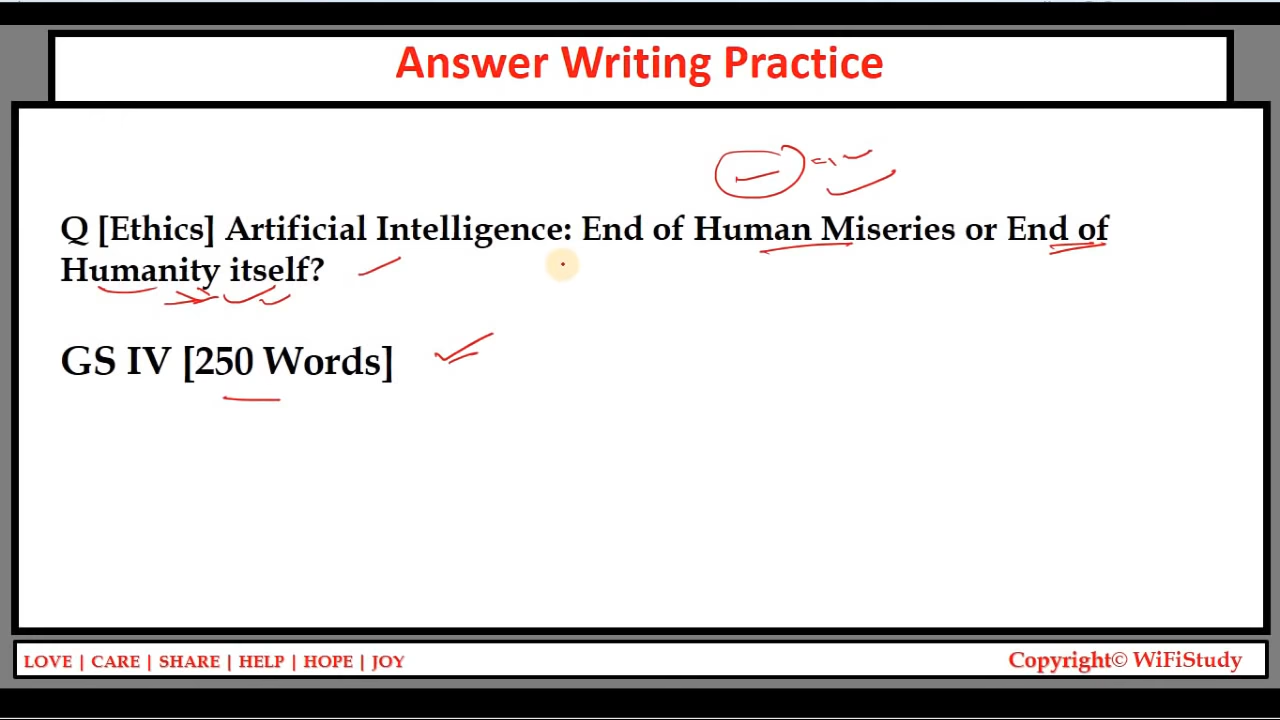 Answer Writing Practice
Q [Ethics] Artificial Intelligence: End of Human Miseries or End of
Humanity itself?
GS IV [250 Words]
LOVE | CARE | SHARE | HELP | HOPE | JOY
Copyright© WiFiStudy